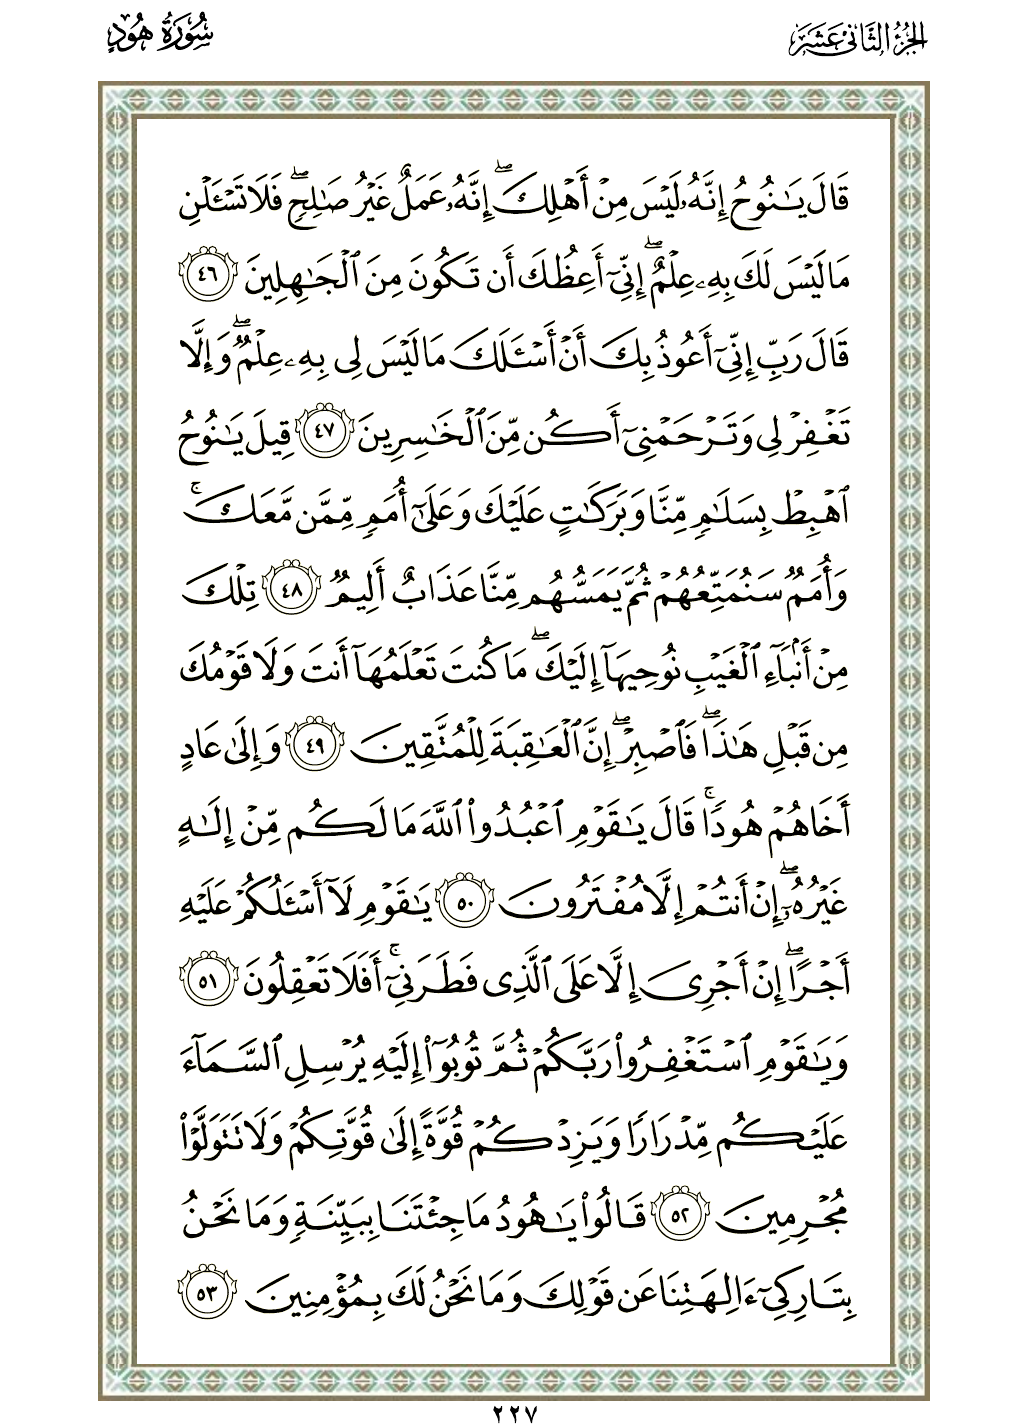 الجزء الثاني عشر
سورة هود
قَالَ يَٰنُوحُ إِنَّهُۥ لَيْسَ مِنْ أَهْلِكَ ۖ إِنَّهُۥ عَمَلٌ غَيْرُ صَٰلِحٍ ۖ فَلَا تَسْـَٔلْنِ
مَا لَيْسَ لَكَ بِهِۦ عِلْمٌ ۖ إِنِّىٓ أَعِظُكَ أَن تَكُونَ مِنَ ٱلْجَٰهِلِينَ ٤٦
قَالَ رَبِّ إِنِّىٓ أَعُوذُ بِكَ أَنْ أَسْـَٔلَكَ مَا لَيْسَ لِى بِهِۦ عِلْمٌ ۖ وَإِلَّا
تَغْفِرْ لِى وَتَرْحَمْنِىٓ أَكُن مِّنَ ٱلْخَٰسِرِينَ ٤٧ قِيلَ يَٰنُوحُ
ٱهْبِطْ بِسَلَٰمٍ مِّنَّا وَبَرَكَٰتٍ عَلَيْكَ وَعَلَىٰٓ أُمَمٍ مِّمَّن مَّعَكَ ۚ
وَأُمَمٌ سَنُمَتِّعُهُمْ ثُمَّ يَمَسُّهُم مِّنَّا عَذَابٌ أَلِيمٌ ٤٨ تِلْكَ
مِنْ أَنۢبَآءِ ٱلْغَيْبِ نُوحِيهَآ إِلَيْكَ ۖ مَا كُنتَ تَعْلَمُهَآ أَنتَ وَلَا قَوْمُكَ
مِن قَبْلِ هَٰذَا ۖ فَٱصْبِرْ ۖ إِنَّ ٱلْعَٰقِبَةَ لِلْمُتَّقِينَ ٤٩ وَإِلَىٰ عَادٍ
أَخَاهُمْ هُودًا ۚ قَالَ يَٰقَوْمِ ٱعْبُدُوا۟ ٱللَّهَ مَا لَكُم مِّنْ إِلَٰهٍ
غَيْرُهُۥٓ ۖ إِنْ أَنتُمْ إِلَّا مُفْتَرُونَ ٥٠ يَٰقَوْمِ لَآ أَسْـَٔلُكُمْ عَلَيْهِ
أَجْرًا ۖ إِنْ أَجْرِىَ إِلَّا عَلَى ٱلَّذِى فَطَرَنِىٓ ۚ أَفَلَا تَعْقِلُونَ ٥١
وَيَٰقَوْمِ ٱسْتَغْفِرُوا۟ رَبَّكُمْ ثُمَّ تُوبُوٓا۟ إِلَيْهِ يُرْسِلِ ٱلسَّمَآءَ
عَلَيْكُم مِّدْرَارًا وَيَزِدْكُمْ قُوَّةً إِلَىٰ قُوَّتِكُمْ وَلَا تَتَوَلَّوْا۟
مُجْرِمِينَ ٥٢ قَالُوا۟ يَٰهُودُ مَا جِئْتَنَا بِبَيِّنَةٍ وَمَا نَحْنُ
بِتَارِكِىٓ ءَالِهَتِنَا عَن قَوْلِكَ وَمَا نَحْنُ لَكَ بِمُؤْمِنِينَ ٥٣
٢٢٧